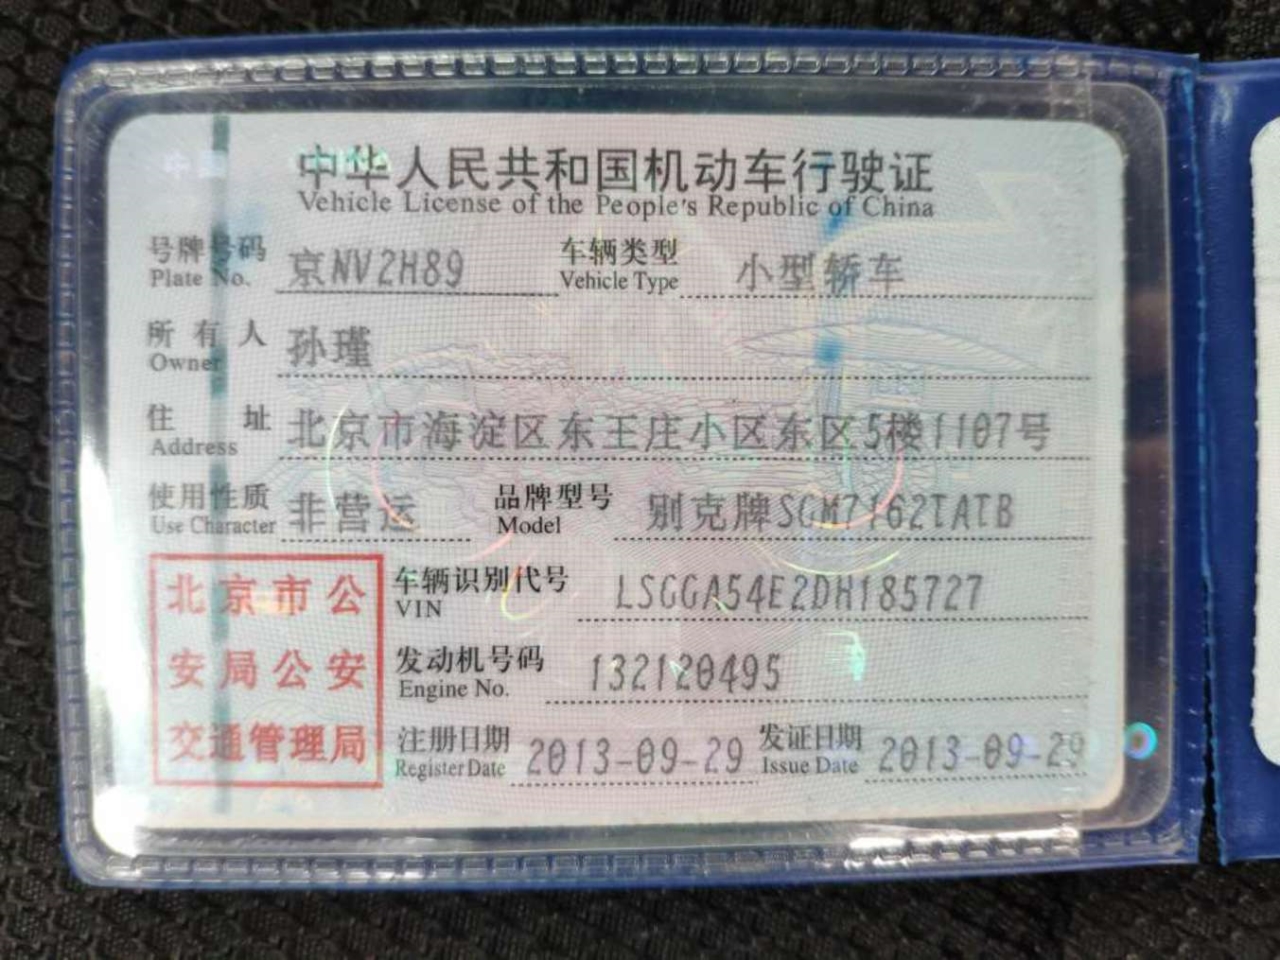 中华人民共和国机动车行驶证
Vehicle License of the People's Republic of China
号牌号码 京NV2H89 车辆类型 小型轿车
Plate No. Vehicle Type
所有人 孙瑾
Owner
住址 北京市海淀区东王庄小区东区5楼1107号
Address
使用性质 非营运 品牌型号 别克牌SGM7162TATB
Use Character Model
车辆识别代号 LSGGA54E2DH185727
VIN
发动机号码 132120495
Engine No.
注册日期 2013-09-29 发证日期 2013-09-29
Register Date Issue Date
北京市公
安局公安
交通管理局